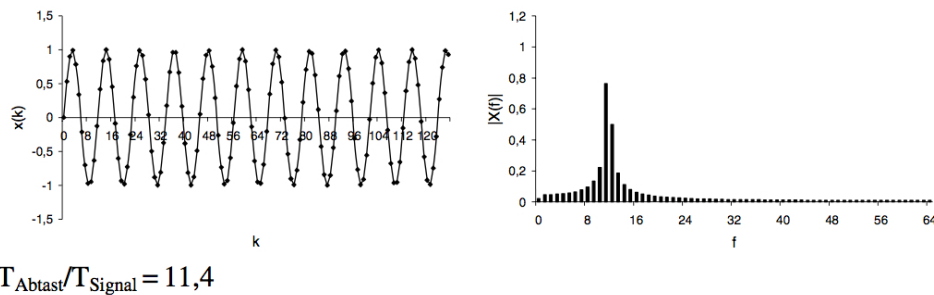 1,5
1
0,5
0
-0,5
-1
-1,5
x(k)
0 8 16 24 32 40 48 56 64 72 80 88 96 104 112 120
k
1,2
1
0,8
0,6
0,4
0,2
0
|X(f)|
0 8 16 24 32 40 48 56 64
f
T_Abtast/T_Signal = 11,4